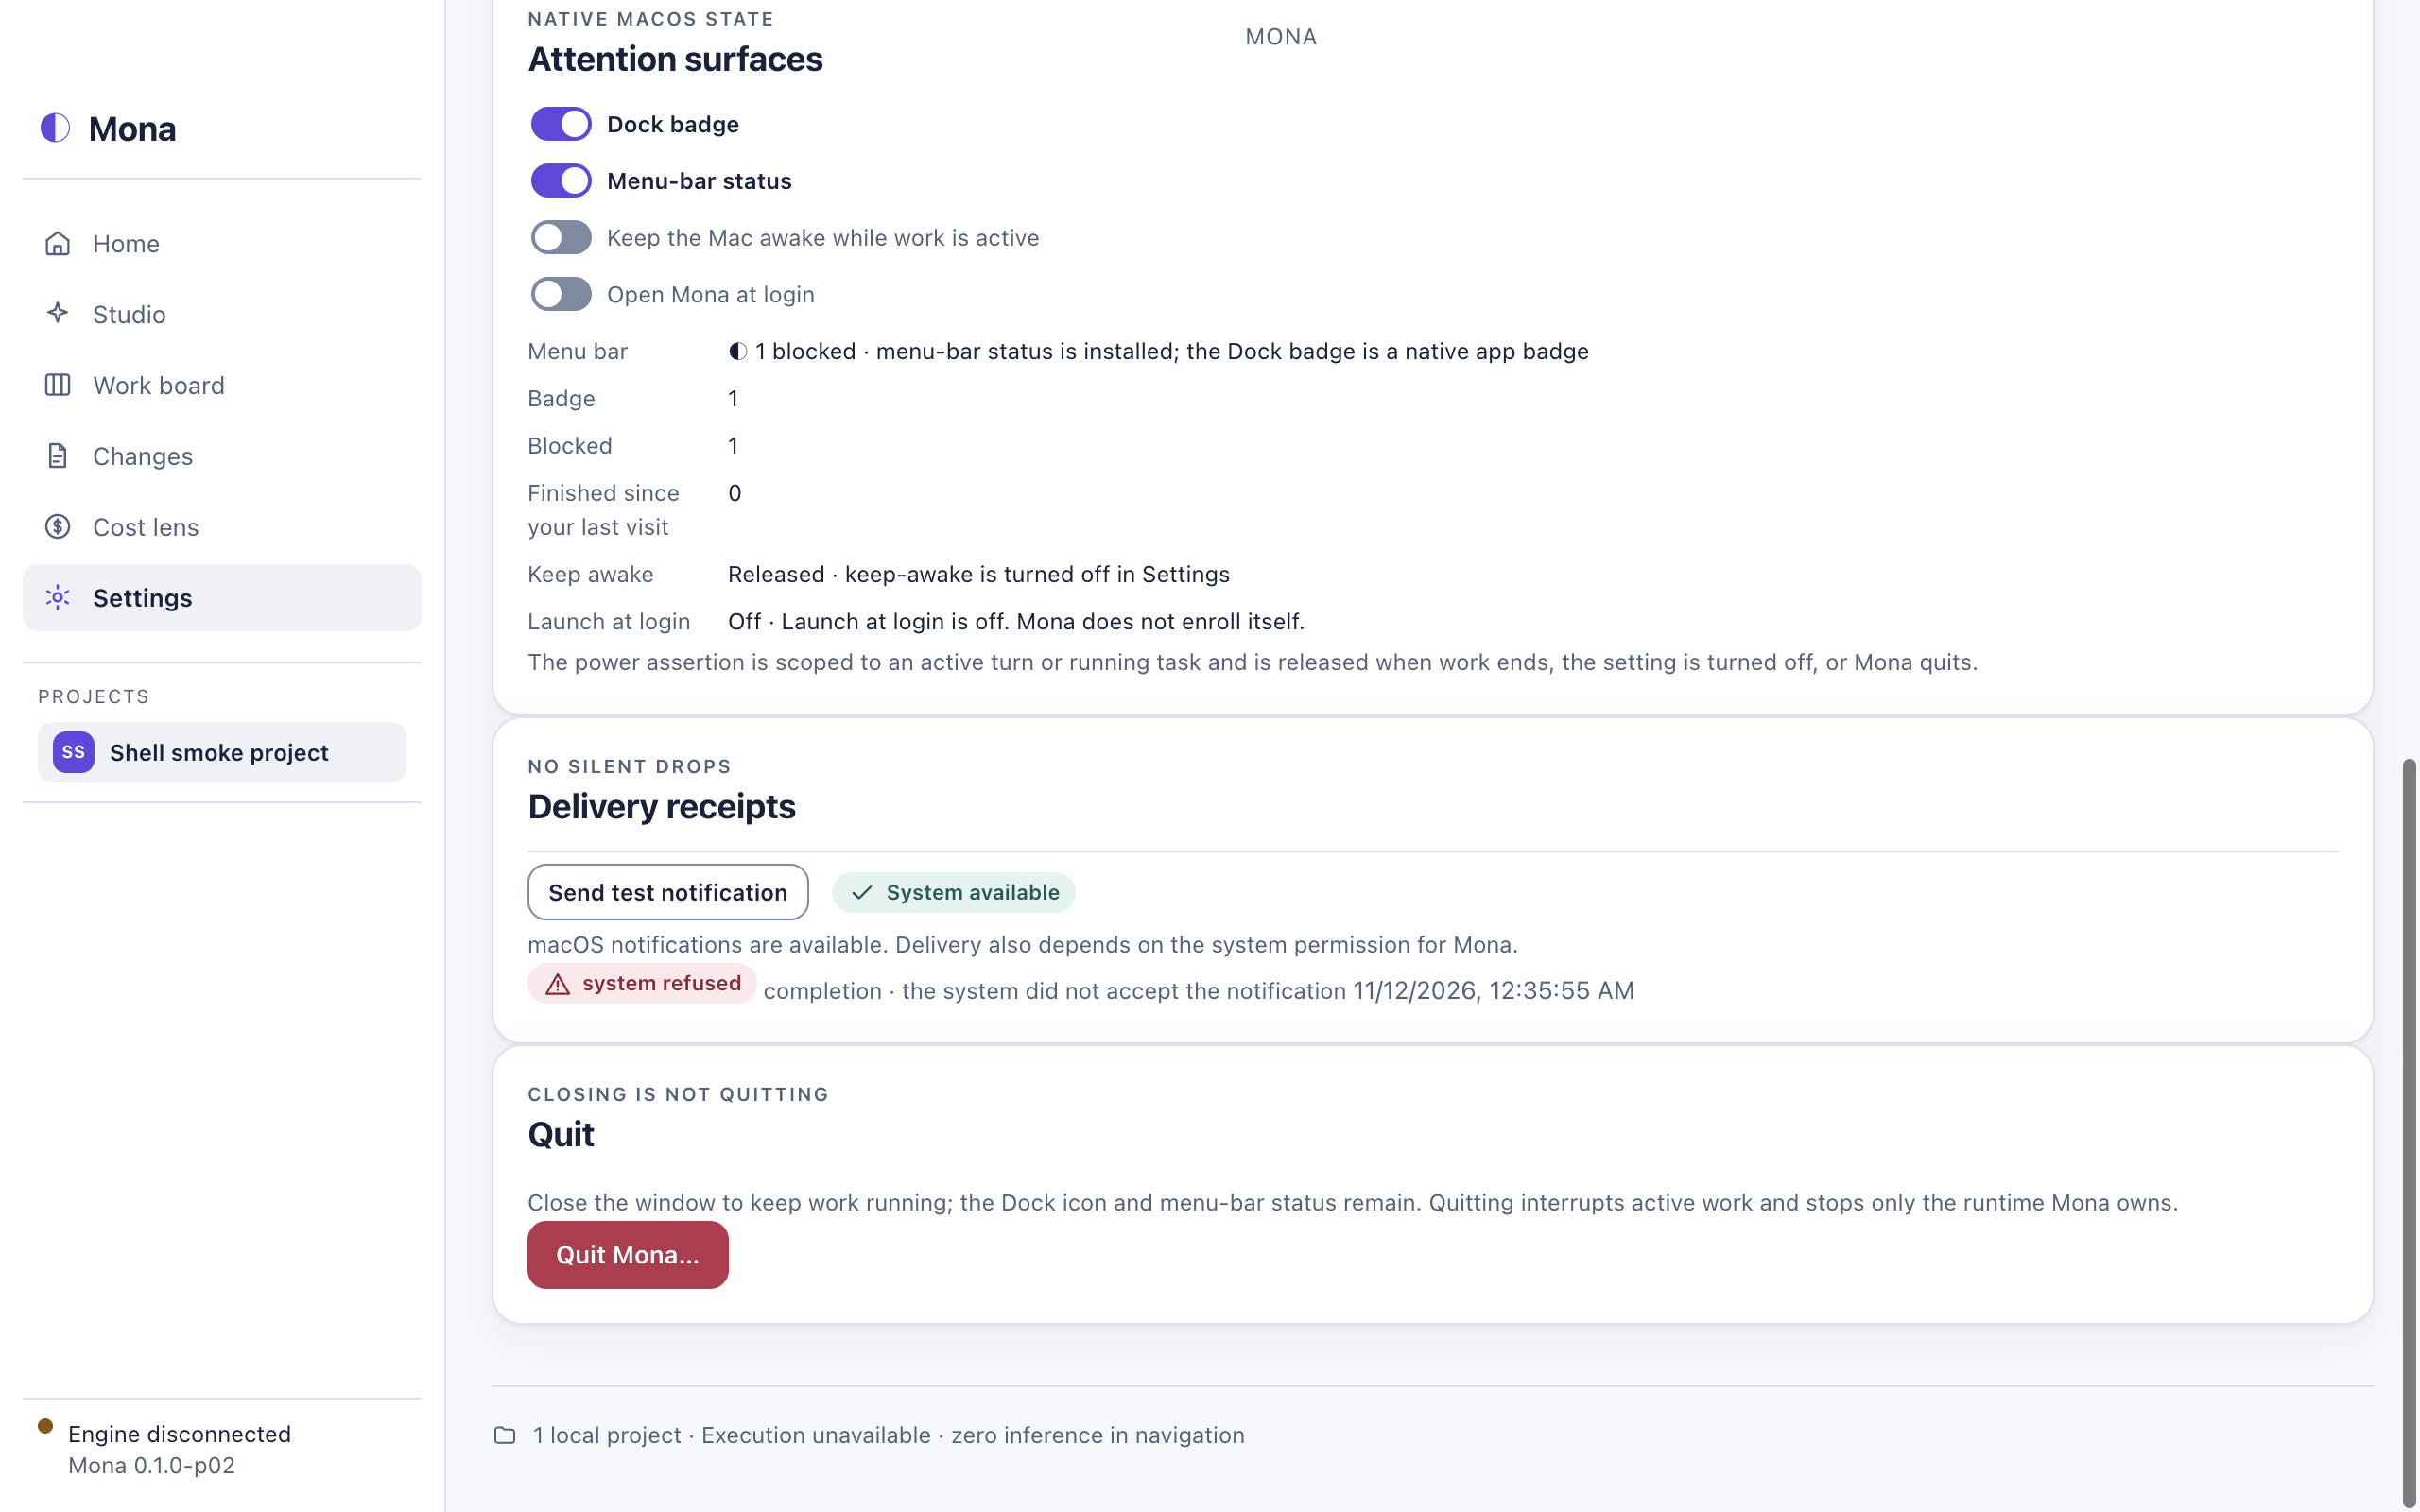 Mona
Home
Studio
Work board
Changes
Cost lens
Settings
PROJECTS
SS Shell smoke project
Engine disconnected
Mona 0.1.0-p02
MONA
NATIVE MACOS STATE
Attention surfaces
Dock badge
Menu-bar status
Keep the Mac awake while work is active
Open Mona at login
Menu bar 1 blocked · menu-bar status is installed; the Dock badge is a native app badge
Badge 1
Blocked 1
Finished since 0
your last visit
Keep awake Released · keep-awake is turned off in Settings
Launch at login Off · Launch at login is off. Mona does not enroll itself.
The power assertion is scoped to an active turn or running task and is released when work ends, the setting is turned off, or Mona quits.
NO SILENT DROPS
Delivery receipts
Send test notification System available
macOS notifications are available. Delivery also depends on the system permission for Mona.
system refused completion · the system did not accept the notification 11/12/2026, 12:35:55 AM
CLOSING IS NOT QUITTING
Quit
Close the window to keep work running; the Dock icon and menu-bar status remain. Quitting interrupts active work and stops only the runtime Mona owns.
Quit Mona...
1 local project · Execution unavailable · zero inference in navigation